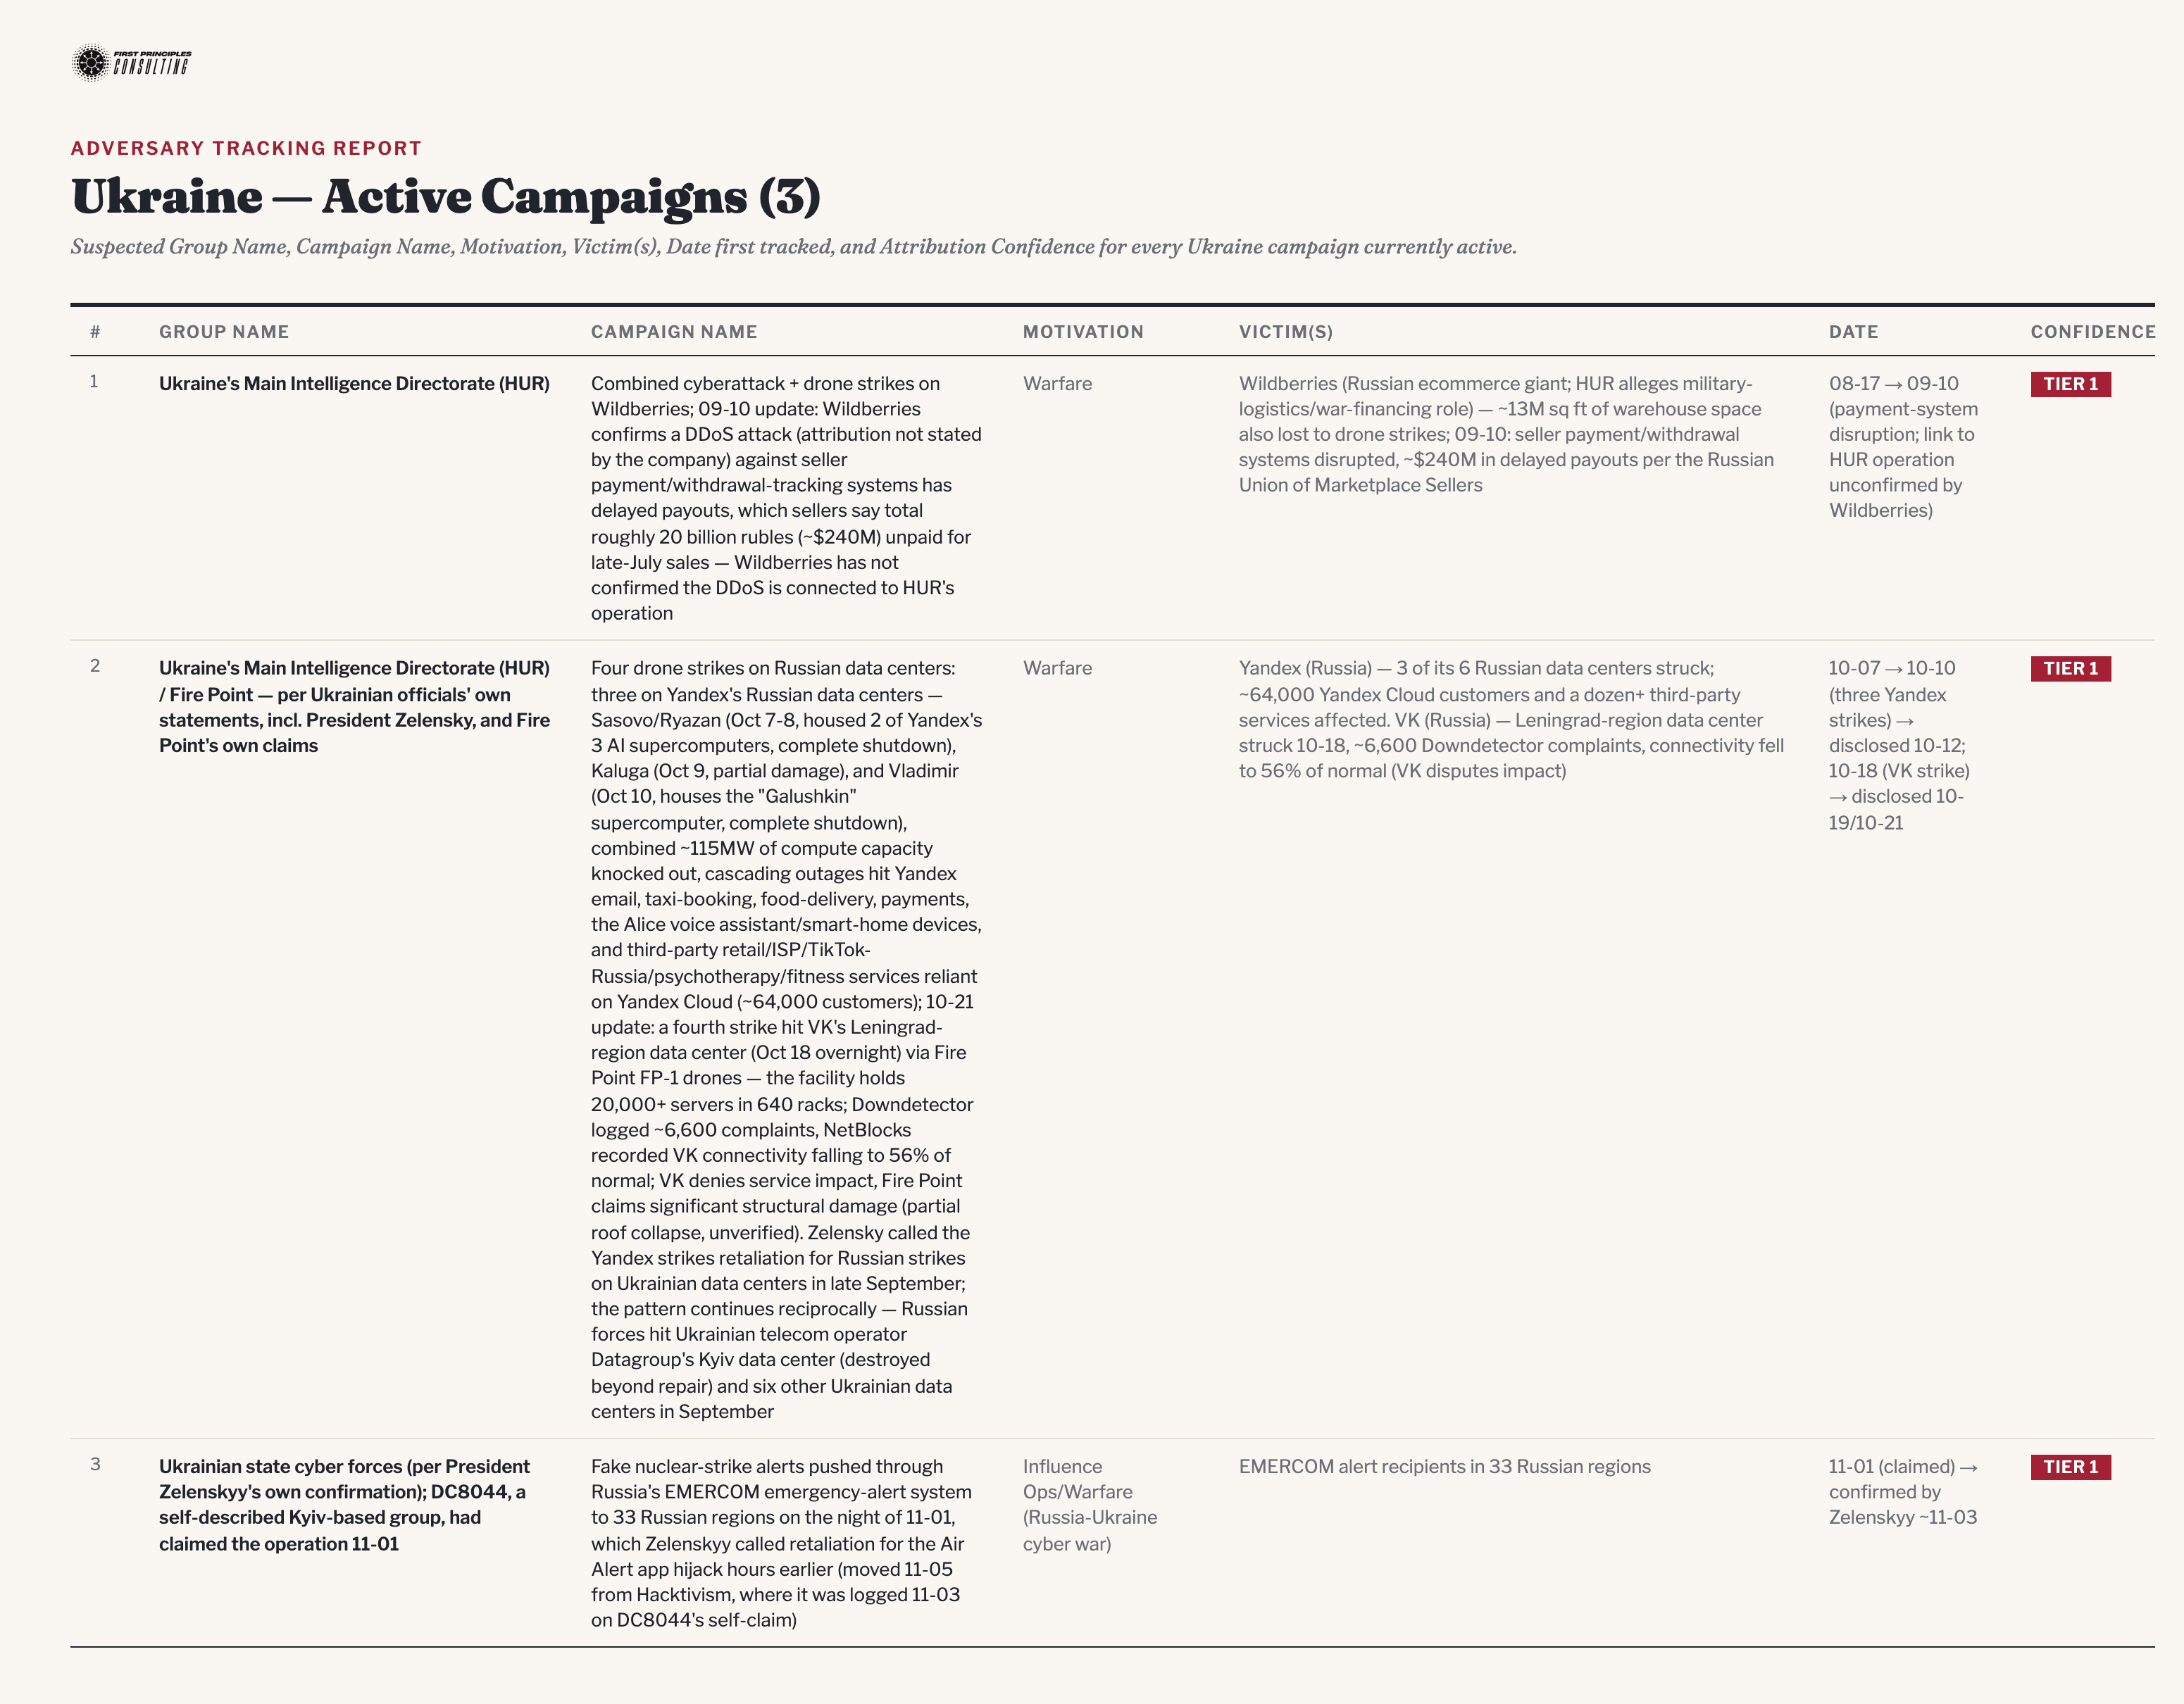 FIRST PRINCIPLES
CONSULTING
ADVERSARY TRACKING REPORT
Ukraine — Active Campaigns (3)
Suspected Group Name, Campaign Name, Motivation, Victim(s), Date first tracked, and Attribution Confidence for every Ukraine campaign currently active.
# GROUP NAME CAMPAIGN NAME MOTIVATION VICTIM(S) DATE CONFIDENCE
1
Ukraine's Main Intelligence Directorate (HUR)
Combined cyberattack + drone strikes on
Wildberries; 09-10 update: Wildberries
confirms a DDoS attack (attribution not stated
by the company) against seller
payment/withdrawal-tracking systems has
delayed payouts, which sellers say total
roughly 20 billion rubles (~$240M) unpaid for
late-July sales — Wildberries has not
confirmed the DDoS is connected to HUR's
operation
Warfare
Wildberries (Russian ecommerce giant; HUR alleges military-
logistics/war-financing role) — ~13M sq ft of warehouse space
also lost to drone strikes; 09-10: seller payment/withdrawal
systems disrupted, ~$240M in delayed payouts per the Russian
Union of Marketplace Sellers
08-17 → 09-10
(payment-system
disruption; link to
HUR operation
unconfirmed by
Wildberries)
TIER 1
2
Ukraine's Main Intelligence Directorate (HUR)
/ Fire Point — per Ukrainian officials' own
statements, incl. President Zelensky, and Fire
Point's own claims
Four drone strikes on Russian data centers:
three on Yandex's Russian data centers —
Sasovo/Ryazan (Oct 7-8, housed 2 of Yandex's
3 AI supercomputers, complete shutdown),
Kaluga (Oct 9, partial damage), and Vladimir
(Oct 10, houses the "Galushkin"
supercomputer, complete shutdown),
combined ~115MW of compute capacity
knocked out, cascading outages hit Yandex
email, taxi-booking, food-delivery, payments,
the Alice voice assistant/smart-home devices,
and third-party retail/ISP/TikTok-
Russia/psychotherapy/fitness services reliant
on Yandex Cloud (~64,000 customers); 10-21
update: a fourth strike hit VK's Leningrad-
region data center (Oct 18 overnight) via Fire
Point FP-1 drones — the facility holds
20,000+ servers in 640 racks; Downdetector
logged ~6,600 complaints, NetBlocks
recorded VK connectivity falling to 56% of
normal; VK denies service impact, Fire Point
claims significant structural damage (partial
roof collapse, unverified). Zelensky called the
Yandex strikes retaliation for Russian strikes
on Ukrainian data centers in late September;
the pattern continues reciprocally — Russian
forces hit Ukrainian telecom operator
Datagroup's Kyiv data center (destroyed
beyond repair) and six other Ukrainian data
centers in September
Warfare
Yandex (Russia) — 3 of its 6 Russian data centers struck;
~64,000 Yandex Cloud customers and a dozen+ third-party
services affected. VK (Russia) — Leningrad-region data center
struck 10-18, ~6,600 Downdetector complaints, connectivity fell
to 56% of normal (VK disputes impact)
10-07 → 10-10
(three Yandex
strikes) →
disclosed 10-12;
10-18 (VK strike)
→ disclosed 10-
19/10-21
TIER 1
3
Ukrainian state cyber forces (per President
Zelenskyy's own confirmation); DC8044, a
self-described Kyiv-based group, had
claimed the operation 11-01
Fake nuclear-strike alerts pushed through
Russia's EMERCOM emergency-alert system
to 33 Russian regions on the night of 11-01,
which Zelenskyy called retaliation for the Air
Alert app hijack hours earlier (moved 11-05
from Hacktivism, where it was logged 11-03
on DC8044's self-claim)
Influence
Ops/Warfare
(Russia-Ukraine
cyber war)
EMERCOM alert recipients in 33 Russian regions
11-01 (claimed) →
confirmed by
Zelenskyy ~11-03
TIER 1